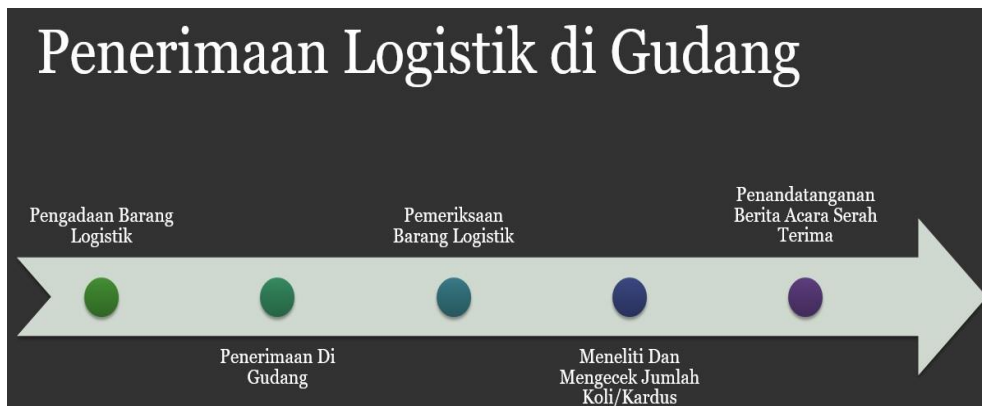 Penerimaan Logistik di Gudang
Pengadaan Barang
Logistik
Penerimaan Di
Gudang
Pemeriksaan
Barang Logistik
Meneliti Dan
Mengecek Jumlah
Koli/Kardus
Penandatanganan
Berita Acara Serah
Terima